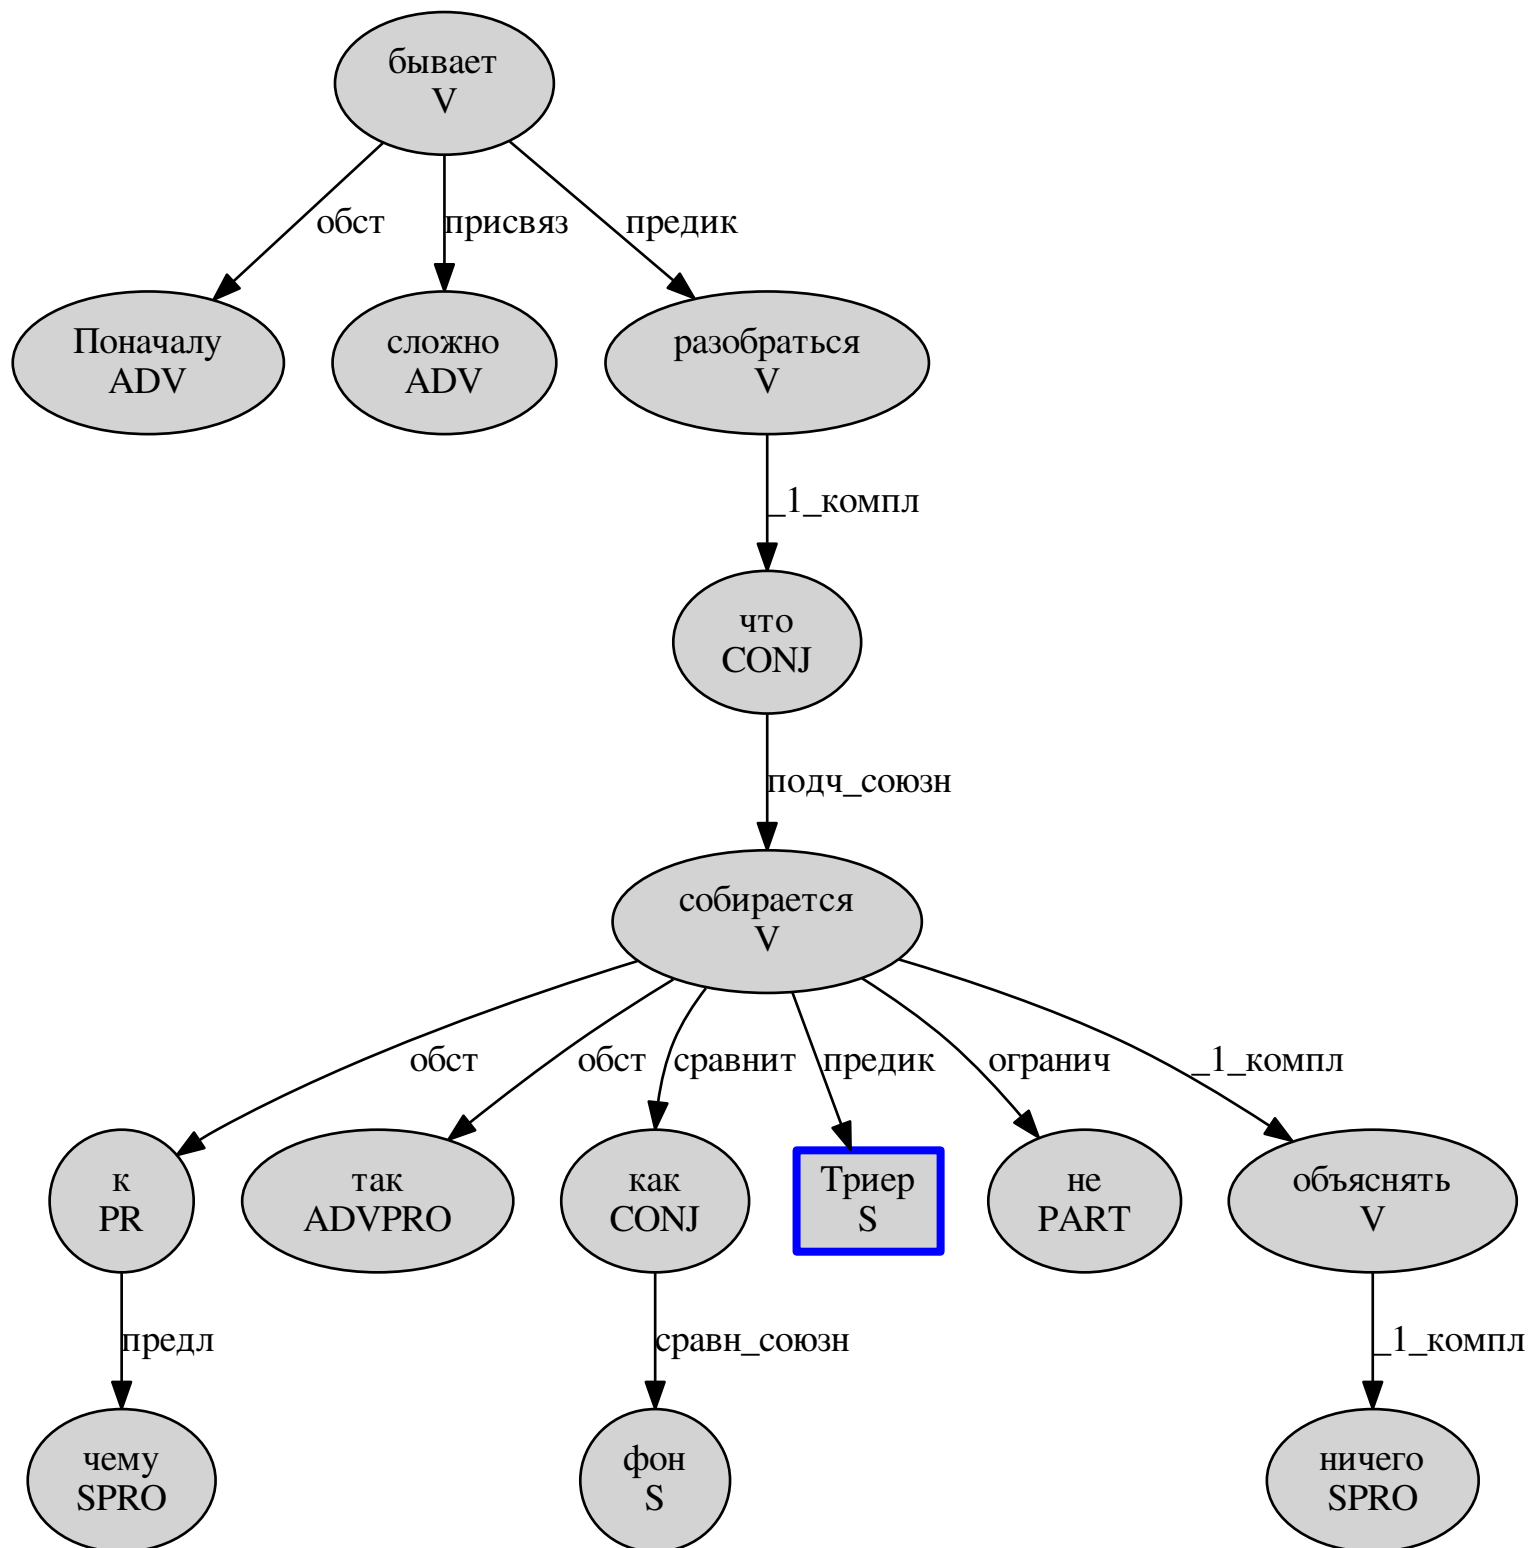 бывает
V
обст
присвяз
предик
Поначалу
ADV
сложно
ADV
разобраться
V
_1_компл
что
CONJ
подч_союзн
собирается
V
обст
обст
сравнит
предик
огранич
_1_компл
к
PR
так
ADVPRO
как
CONJ
Триер
S
не
PART
объяснять
V
предл
сравн_союзн
_1_компл
чему
SPRO
фон
S
ничего
SPRO